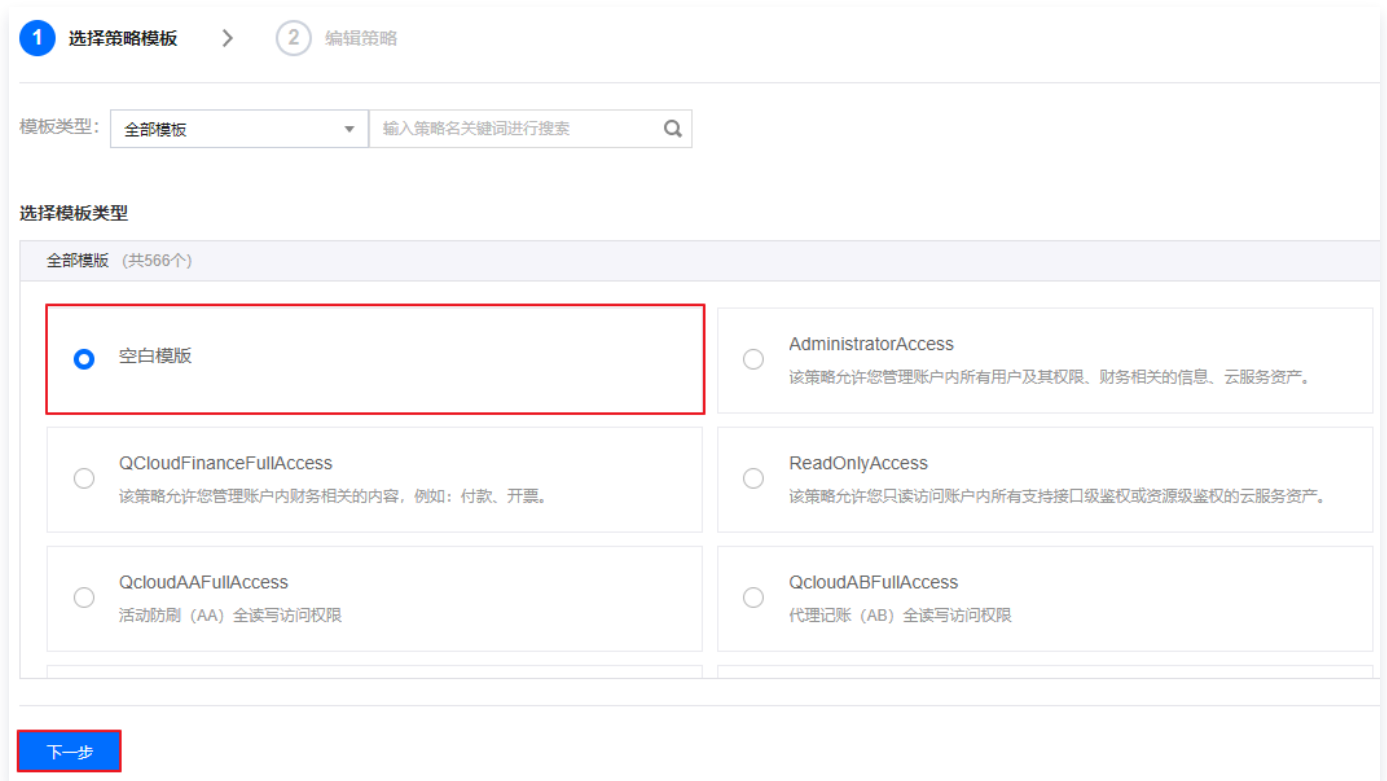 1 选择策略模板 > 2 编辑策略
模板类型: 全部模板 输入策略名关键词进行搜索
选择模板类型
全部模版 (共566个)
空白模版
AdministratorAccess
该策略允许您管理账户内所有用户及其权限、财务相关的信息、云服务资产。
QCloudFinanceFullAccess
该策略允许您管理账户内财务相关的内容，例如：付款、开票。
ReadOnlyAccess
该策略允许您只读访问账户内所有支持接口级鉴权或资源级鉴权的云服务资产。
QcloudAAFullAccess
活动防刷（AA）全读写访问权限
QcloudABFullAccess
代理记账（AB）全读写访问权限
下一步